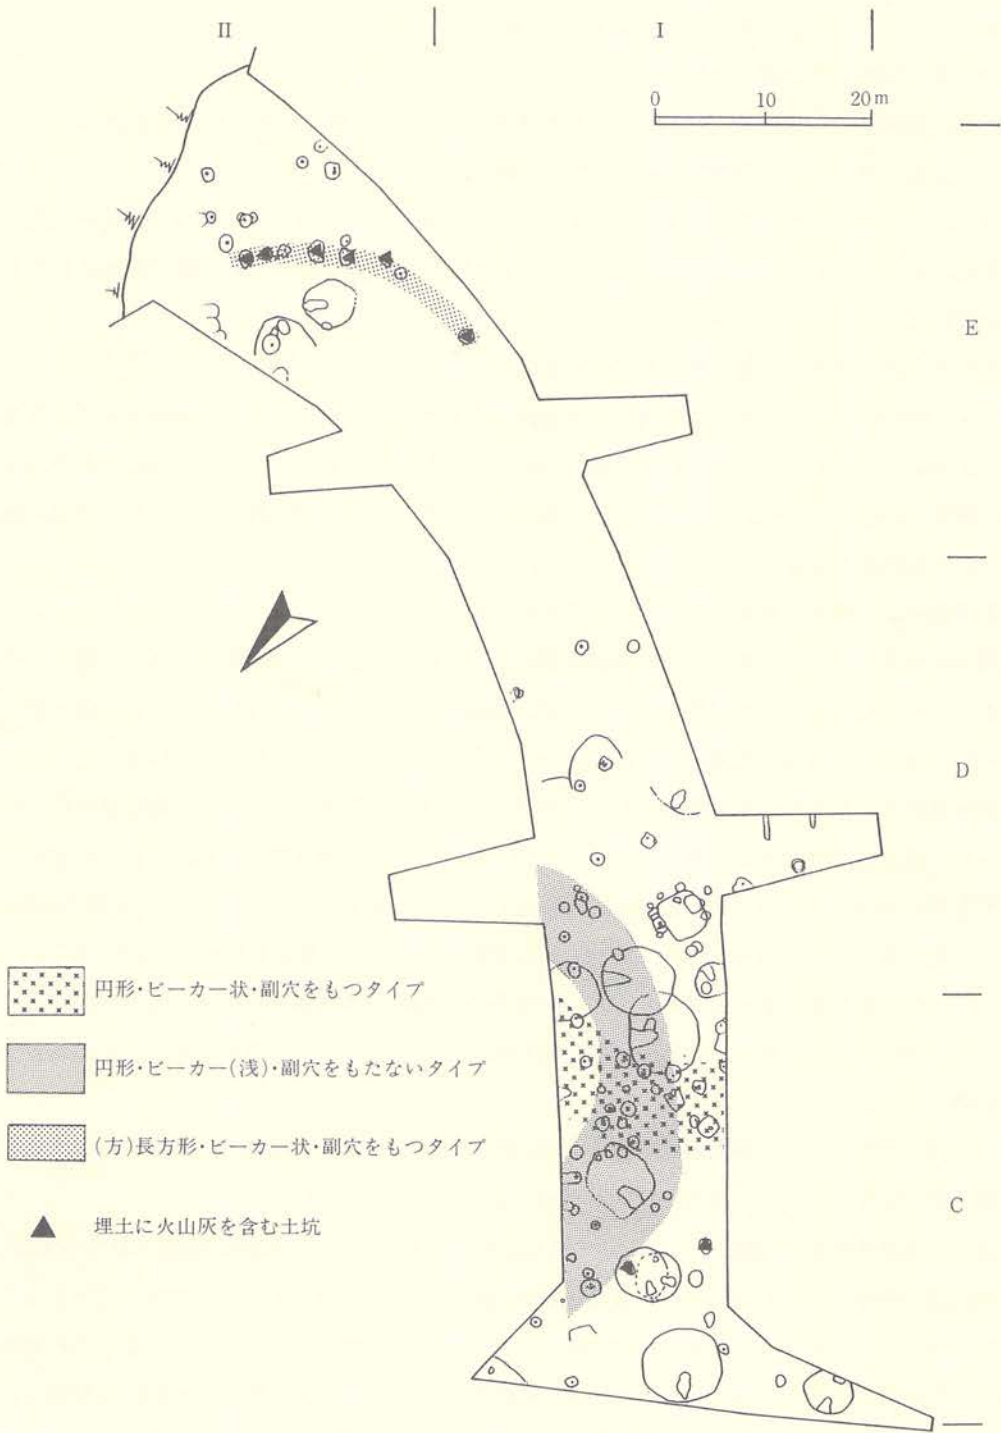 II
I
0 10 20m
E
D
C
円形・ビーカー状・副穴をもつタイプ
円形・ビーカー(浅)・副穴をもたないタイプ
(方)長方形・ビーカー状・副穴をもつタイプ
埋土に火山灰を含む土坑